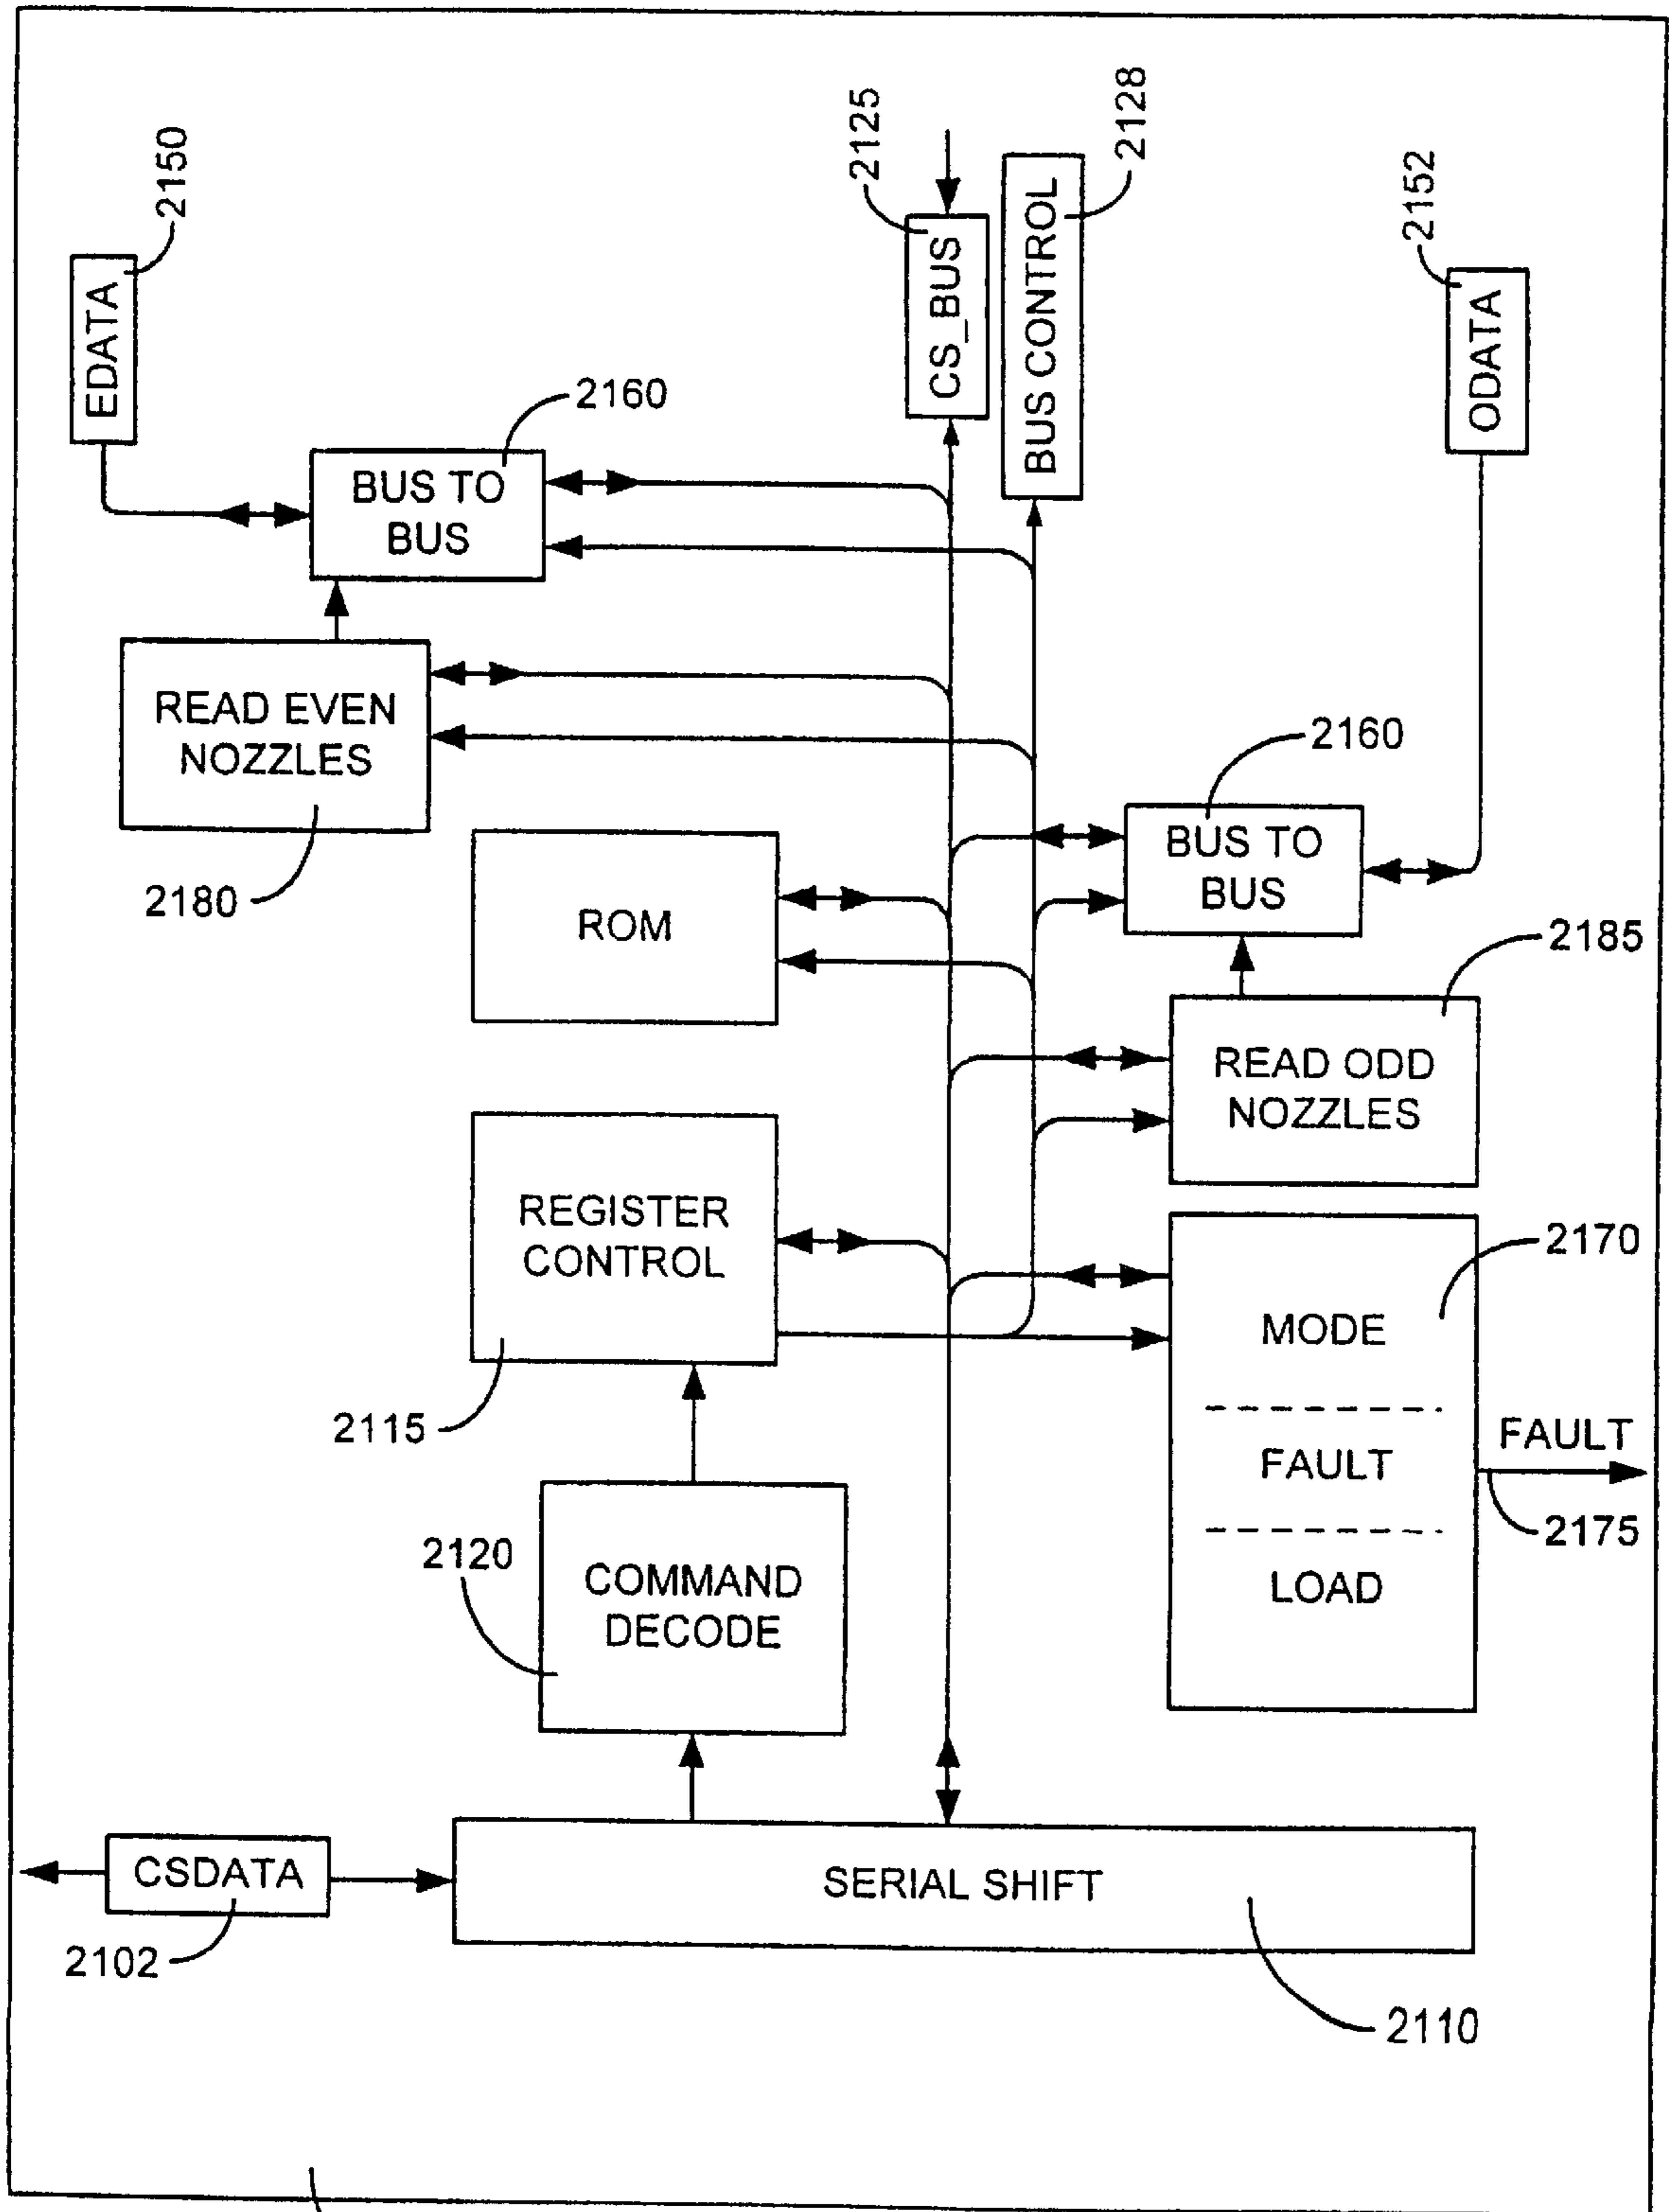 EDATA
2150
BUS TO
BUS
2160
2125
CS_BUS
2128
BUS CONTROL
2152
ODATA
READ EVEN
NOZZLES
2180
2160
BUS TO
BUS
ROM
2185
READ ODD
NOZZLES
REGISTER
CONTROL
2115
2170
MODE
FAULT
LOAD
FAULT
2175
2120
COMMAND
DECODE
CSDATA
2102
SERIAL SHIFT
2110